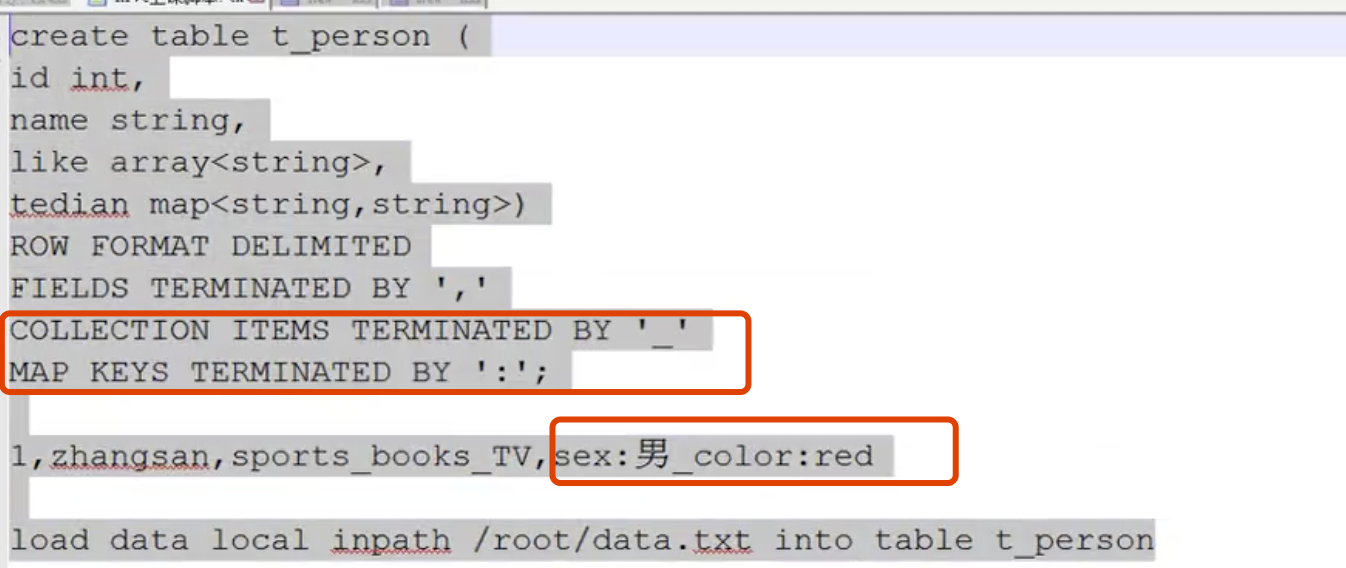 create table t_person (
id int,
name string,
like array<string>,
tedian map<string,string>)
ROW FORMAT DELIMITED
FIELDS TERMINATED BY ','
COLLECTION ITEMS TERMINATED BY '_'
MAP KEYS TERMINATED BY ':';
1,zhangsan,sports_books_TV,sex:男_color:red
load data local inpath /root/data.txt into table t_person